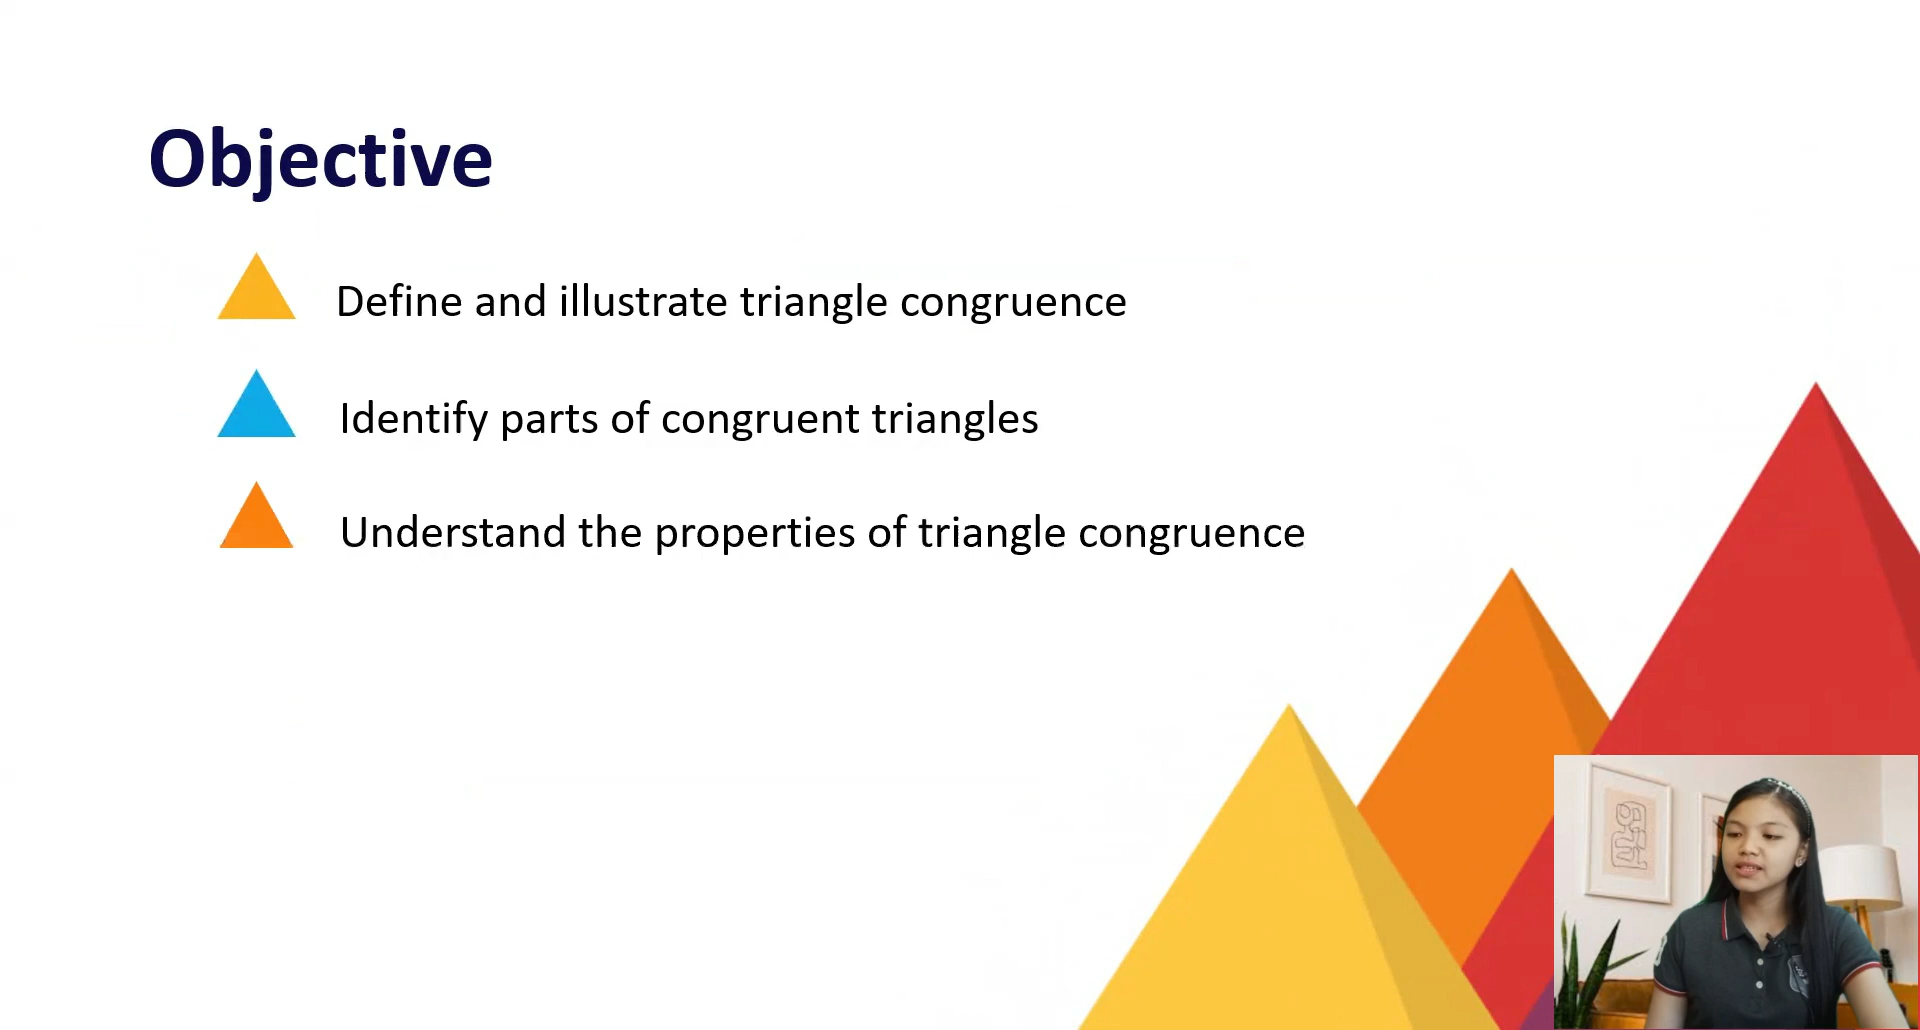 Objective
Define and illustrate triangle congruence
Identify parts of congruent triangles
Understand the properties of triangle congruence